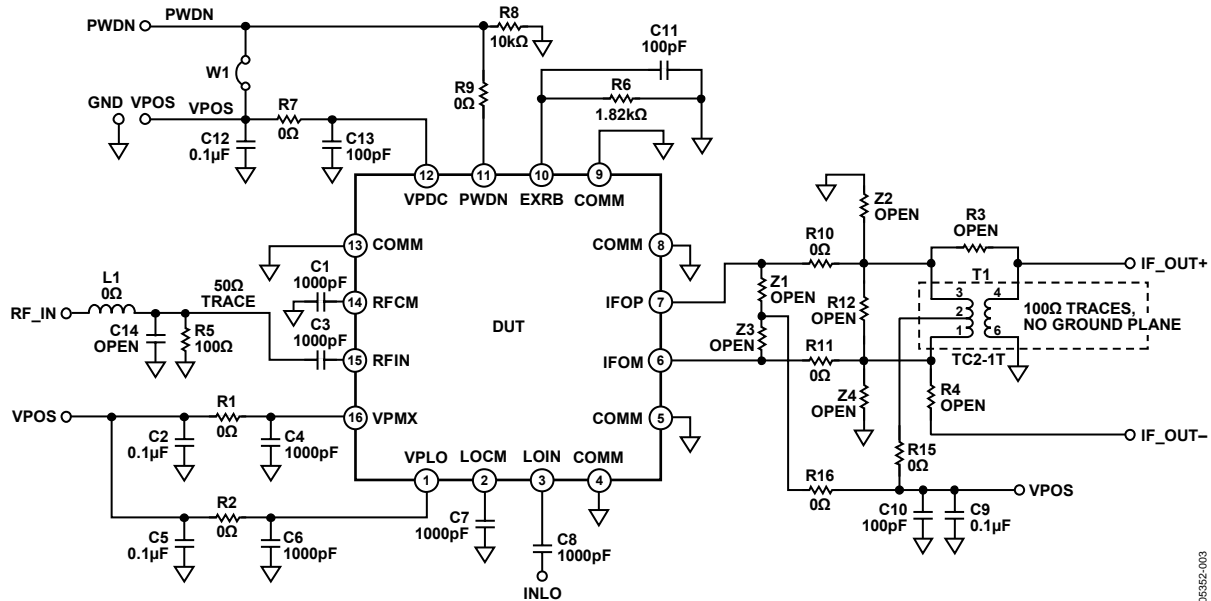 PWDN
PWDN
R8
10kΩ
C11
100pF
W1
R9
0Ω
R6
1.82kΩ
GND
VPOS
VPOS
R7
0Ω
C12
0.1µF
C13
100pF
12
11
10
9
VPDC
PWDN
EXRB
COMM
13
COMM
COMM
8
L1
0Ω
50Ω
TRACE
C1
1000pF
14
RFCM
RF_IN
C14
OPEN
R5
100Ω
C3
1000pF
15
RFIN
DUT
IFOP
7
IFOM
6
VPOS
R1
0Ω
16
VPMX
COMM
5
C2
0.1µF
C4
1000pF
VPLO
LOCM
LOIN
COMM
1
2
3
4
R2
0Ω
C5
0.1µF
C6
1000pF
C7
1000pF
C8
1000pF
INLO
Z2
OPEN
R10
0Ω
R3
OPEN
IF_OUT+
Z1
OPEN
T1
3
4
2
1
6
100Ω TRACES,
NO GROUND PLANE
R12
OPEN
Z3
OPEN
R11
0Ω
TC2-1T
Z4
OPEN
R4
OPEN
IF_OUT–
R15
0Ω
R16
0Ω
VPOS
C10
100pF
C9
0.1µF
05352-003